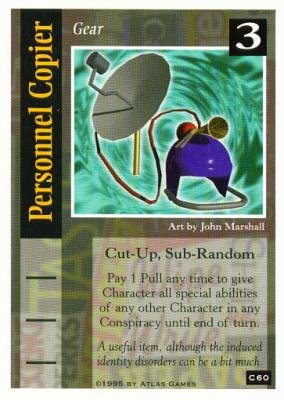 Personnel Copier
Gear
3
Art by John Marshall
Cut-Up, Sub-Random
Pay 1 Pull any time to give
Character all special abilities
of any other Character in any
Conspiracy until end of turn.
A useful item, although the induced
identity disorders can be a bit much.
©1995 BY ATLAS GAMES
C60